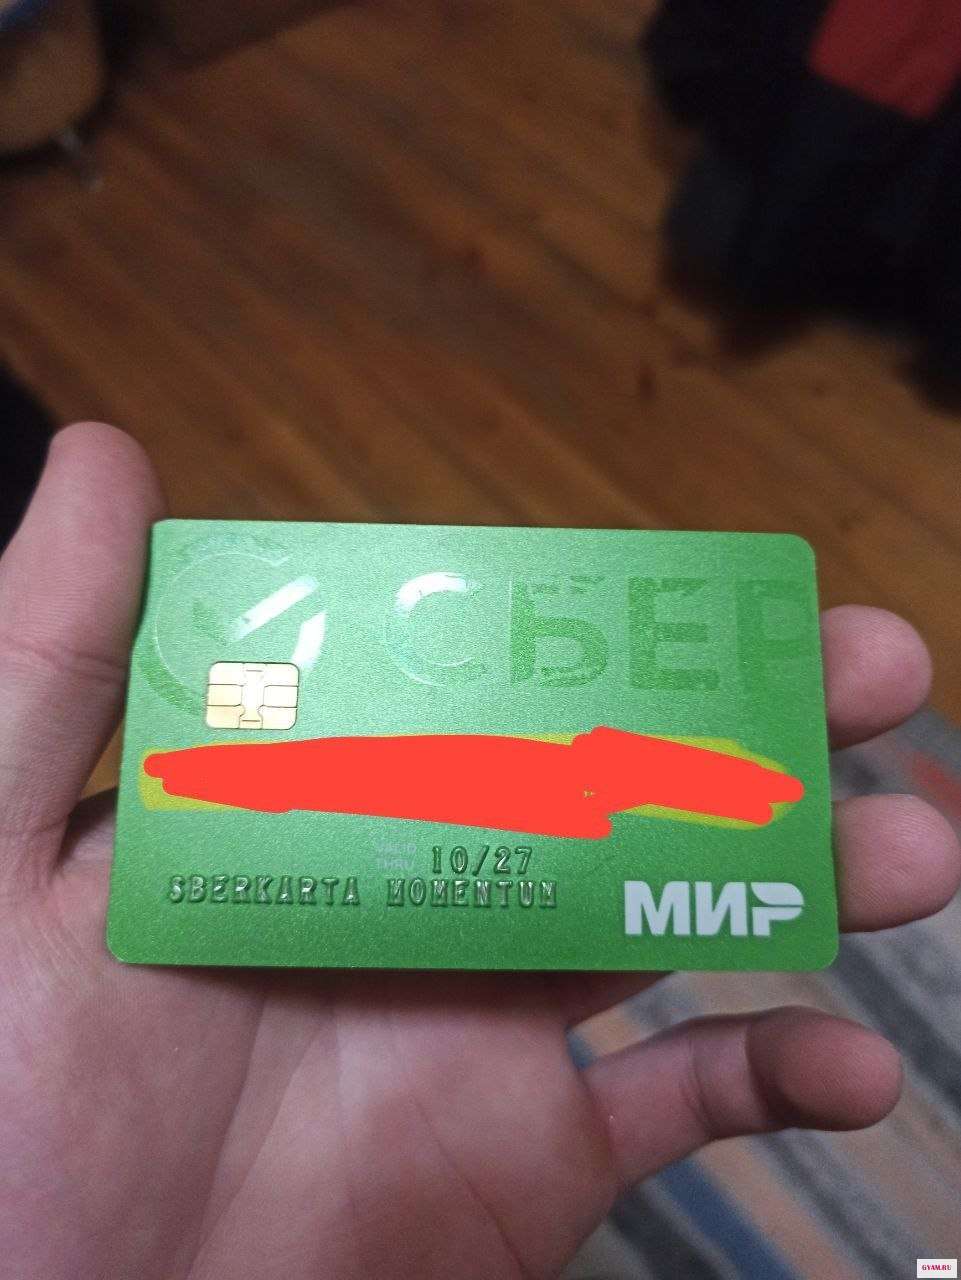 СБЕР
VALID
THRU 10/27
SBERKARTA MOMENTUM
МИР
GYAM.RU